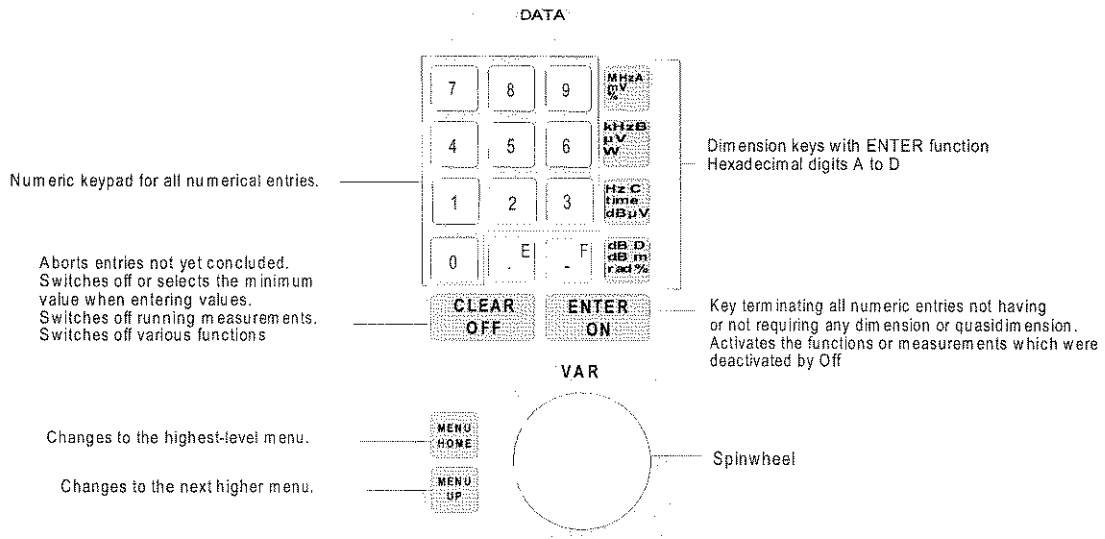 DATA
7 8 9
MHz A
mV
%
4 5 6
kHz B
µV
W
Dimension keys with ENTER function
Hexadecimal digits A to D
Numeric keypad for all numerical entries.
1 2 3
Hz C
time
dBµV
0 . E - F
dB D
dB m
rad %
Aborts entries not yet concluded.
Switches off or selects the minimum
value when entering values.
Switches off running measurements.
Switches off various functions
CLEAR
OFF
ENTER
ON
Key terminating all numeric entries not having
or not requiring any dimension or quasidimension.
Activates the functions or measurements which were
deactivated by Off
VAR
MENU
HOME
Changes to the highest-level menu.
Spinwheel
MENU
UP
Changes to the next higher menu.